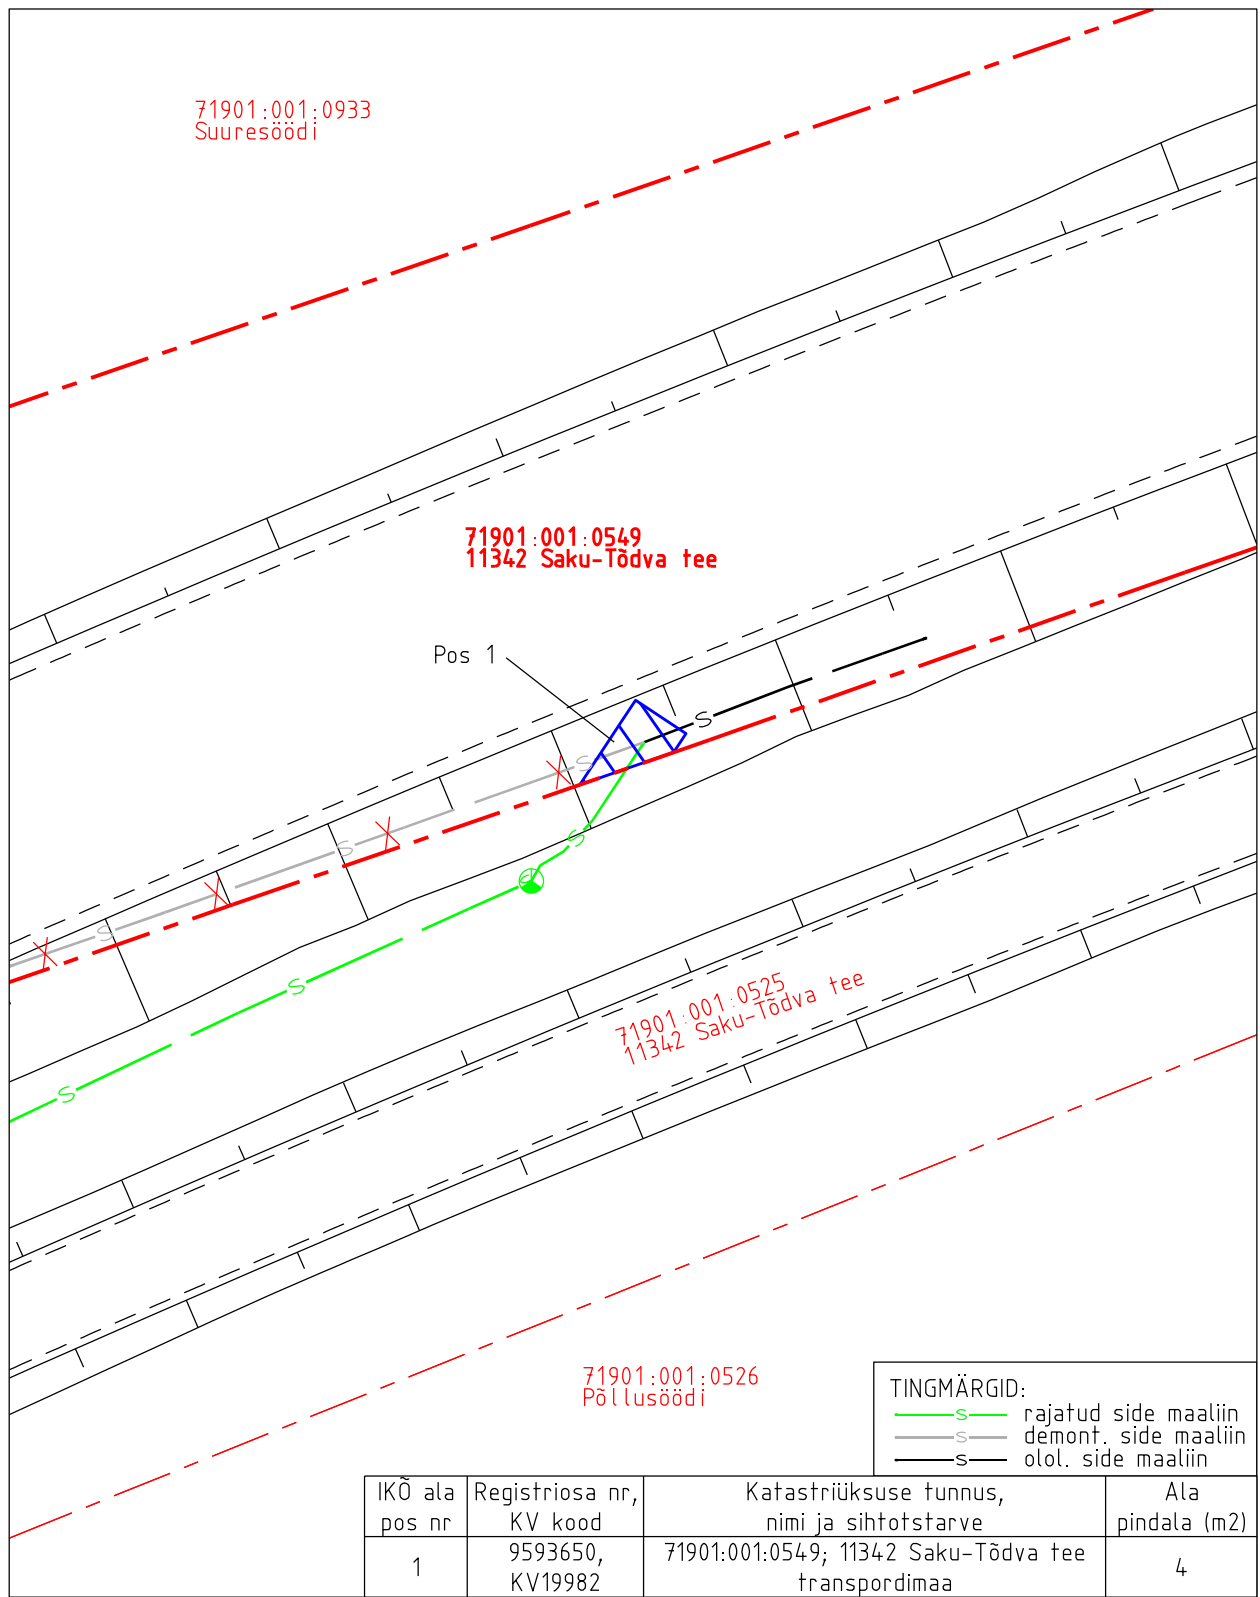 71901:001:0933
Suuresöödi
71901:001:0549
11342 Saku-Tõdva tee
Pos 1
S
S
S
S
S
S
S
S
71901:001:0525
11342 Saku-Tõdva tee
71901:001:0526
Põllusöödi
TINGMÄRGID:
S rajatud side maaliin
S demont. side maaliin
S olol. side maaliin
IKÕ ala pos nr
Registriosa nr, KV kood
Katastriüksuse tunnus, nimi ja sihtotstarve
Ala pindala (m2)
1
9593650, KV19982
71901:001:0549; 11342 Saku-Tõdva tee transpordimaa
4